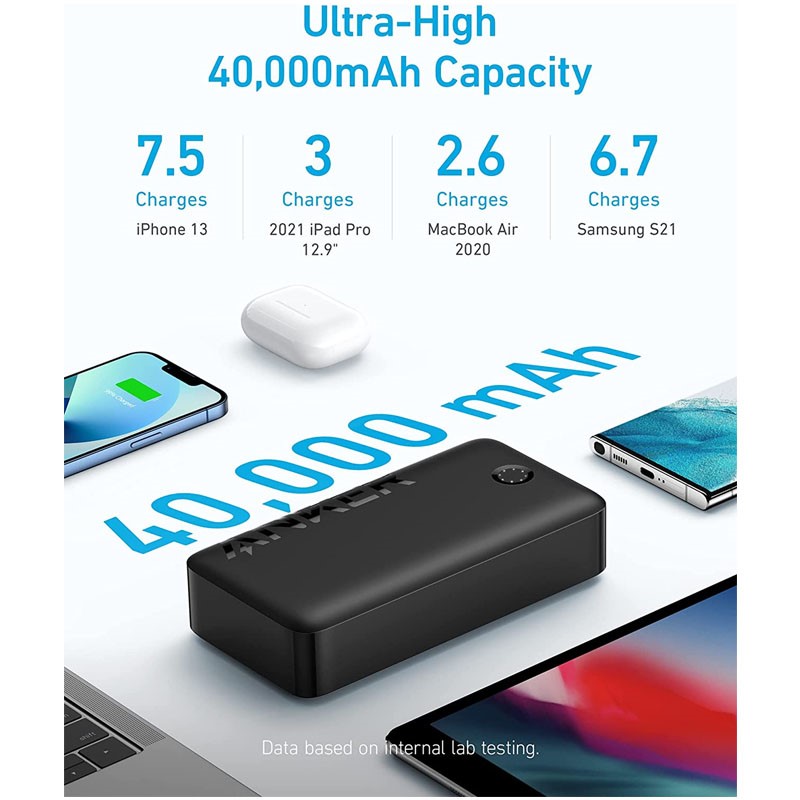 Ultra-High
40,000mAh Capacity
7.5
Charges
iPhone 13
3
Charges
2021 iPad Pro
12.9"
2.6
Charges
MacBook Air
2020
6.7
Charges
Samsung S21
40,000 mAh
ANKER
Data based on internal lab testing.